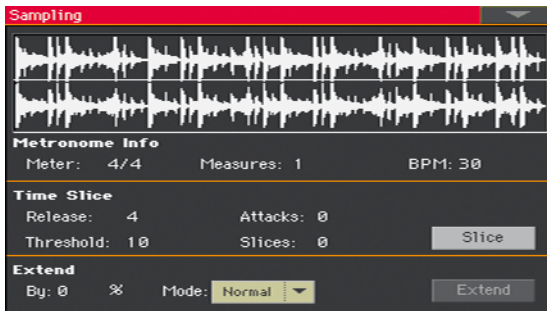 Sampling
Metronome Info
Meter: 4/4 Measures: 1 BPM: 30
Time Slice
Release: 4 Attacks: 0
Threshold: 10 Slices: 0 Slice
Extend
By: 0 % Mode: Normal Extend